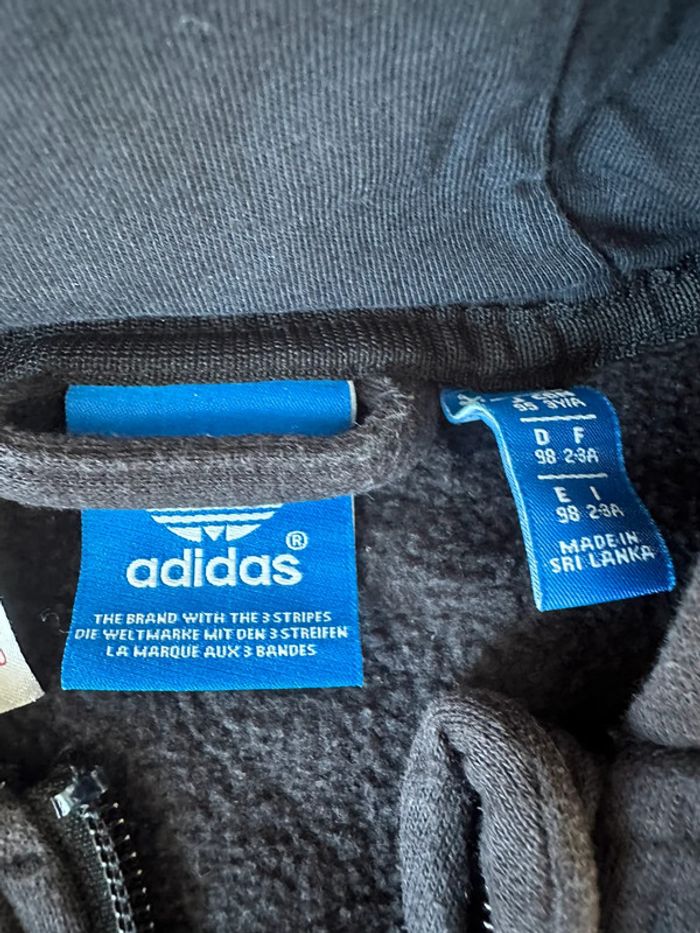 adidas
®
THE BRAND WITH THE 3 STRIPES
DIE WELTMARKE MIT DEN 3 STREIFEN
LA MARQUE AUX 3 BANDES
D F
98 2-3A
E I
98 2-3A
MADE IN
SRI LANKA